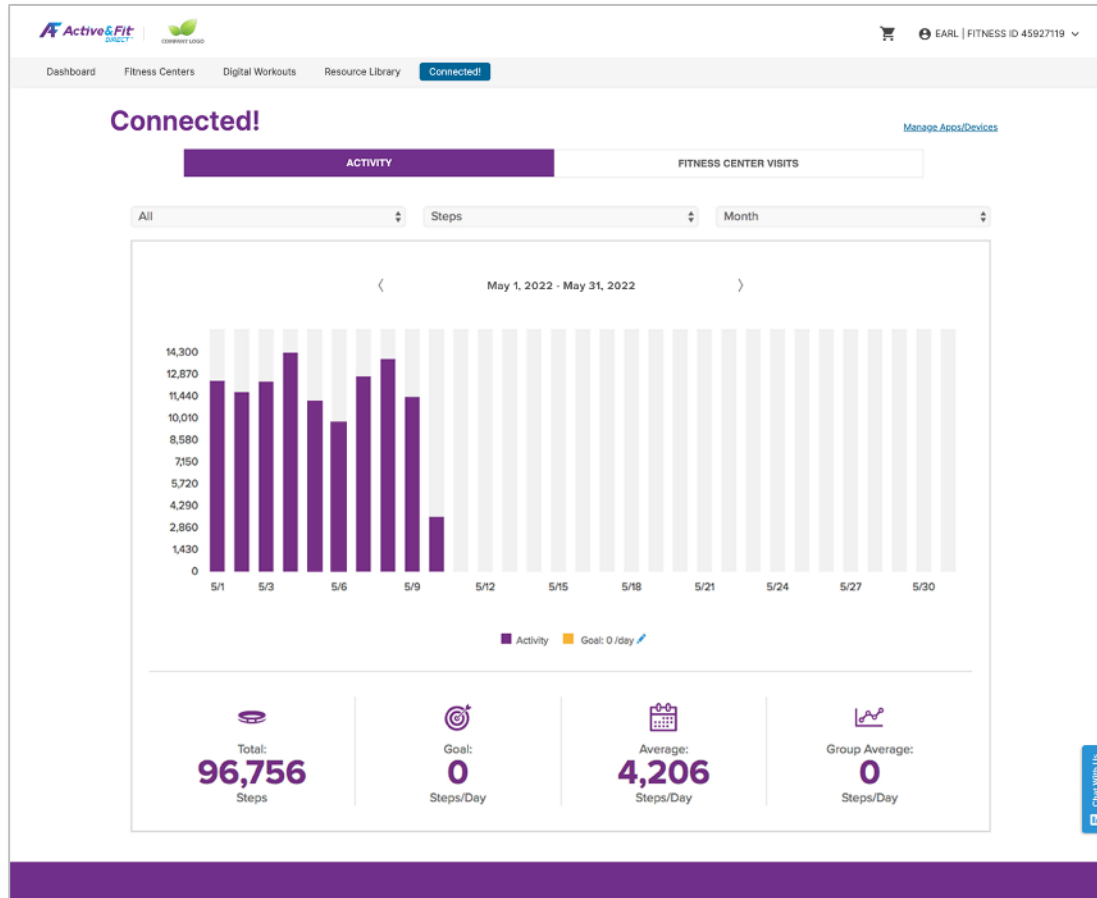 Active&Fit
DIRECT
COMPANY LOGO
EARL | FITNESS ID 45927119
Dashboard Fitness Centers Digital Workouts Resource Library Connected!
Connected!
Manage Apps/Devices
ACTIVITY FITNESS CENTER VISITS
All Steps Month
May 1, 2022 - May 31, 2022
14,300
12,870
11,440
10,010
8,580
7,150
5,720
4,290
2,860
1,430
0
5/1 5/3 5/6 5/9 5/12 5/15 5/18 5/21 5/24 5/27 5/30
Activity Goal: 0 /day
Total: Goal: Average: Group Average:
96,756 0 4,206 0
Steps Steps/Day Steps/Day Steps/Day
Chat With Us